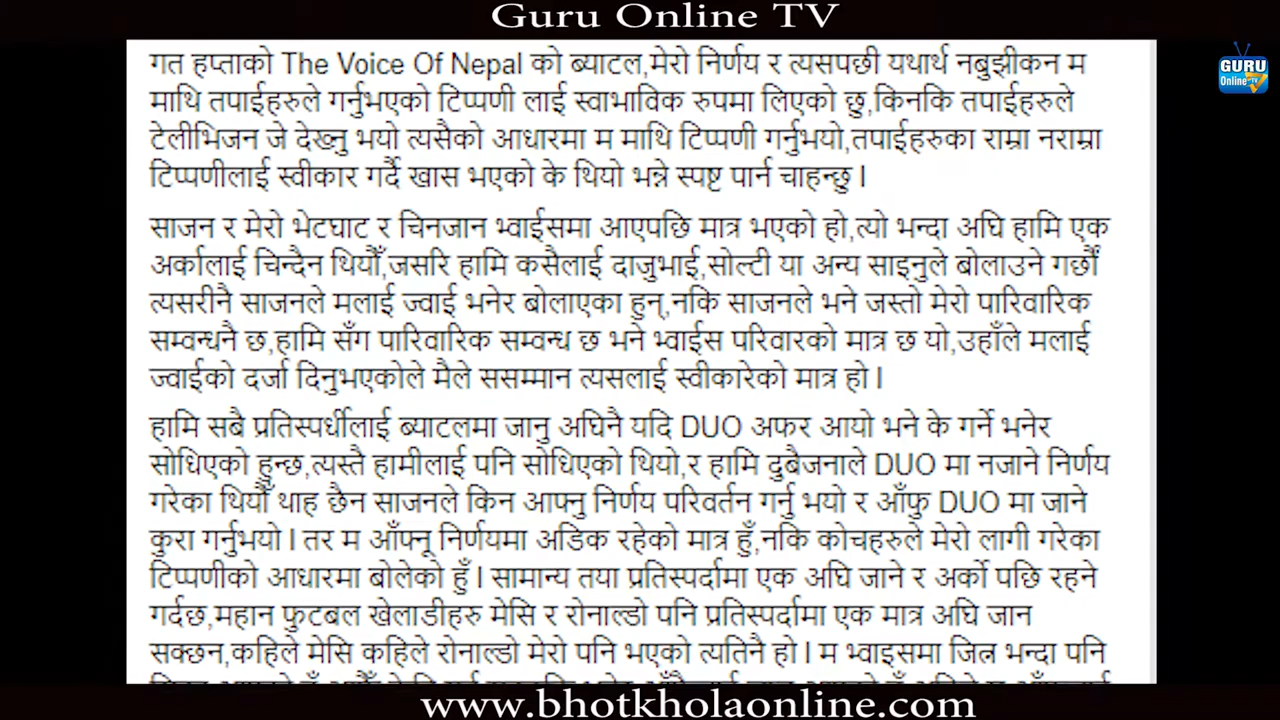 Guru Online TV
GURU
Online TV
गत हप्ताको The Voice Of Nepal को ब्याटल,मेरो निर्णय र त्यसपछी यथार्थ नबुझीकन म
माथि तपाईहरुले गर्नुभएको टिप्पणी लाई स्वाभाविक रुपमा लिएको छु,किनकि तपाईहरुले
टेलीभिजन जे देख्नु भयो त्यसैको आधारमा म माथि टिप्पणी गर्नुभयो,तपाईहरुका राम्रा नराम्रा
टिप्पणीलाई स्वीकार गर्दै खास भएको के थियो भन्ने स्पष्ट पार्न चाहन्छु ।
साजन र मेरो भेटघाट र चिनजान भ्वाईसमा आएपछि मात्र भएको हो,त्यो भन्दा अघि हामि एक
अर्कालाई चिन्दैन थियौँ,जसरि हामि कसैलाई दाजुभाई,सोल्टी या अन्य साइनुले बोलाउने गर्छौं
त्यसरीनै साजनले मलाई ज्वाई भनेर बोलाएका हुन्,नकि साजनले भने जस्तो मेरो पारिवारिक
सम्वन्धनै छ,हामि सँग पारिवारिक सम्वन्ध छ भने भ्वाईस परिवारको मात्र छ यो,उहाँले मलाई
ज्वाईको दर्जा दिनुभएकोले मैले ससम्मान त्यसलाई स्वीकारेको मात्र हो ।
हामि सबै प्रतिस्पर्धीलाई ब्याटलमा जानु अघिनै यदि DUO अफर आयो भने के गर्ने भनेर
सोधिएको हुन्छ,त्यस्तै हामीलाई पनि सोधिएको थियो,र हामि दुबैजनाले DUO मा नजाने निर्णय
गरेका थियौँ थाह छैन साजनले किन आफ्नु निर्णय परिवर्तन गर्नु भयो र आँफु DUO मा जाने
कुरा गर्नुभयो । तर म आँफ्नू निर्णयमा अडिक रहेको मात्र हुँ,नकि कोचहरुले मेरो लागी गरेका
टिप्पणीको आधारमा बोलेको हुँ । सामान्य तया प्रतिस्पर्दामा एक अघि जाने र अर्को पछि रहने
गर्दछ,महान फुटबल खेलाडीहरु मेसि र रोनाल्डो पनि प्रतिस्पर्दामा एक मात्र अघि जान
सक्छन,कहिले मेसि कहिले रोनाल्डो मेरो पनि भएको त्यतिनै हो । म भ्वाइसमा जित्न भन्दा पनि
www.bhotkholaonline.com